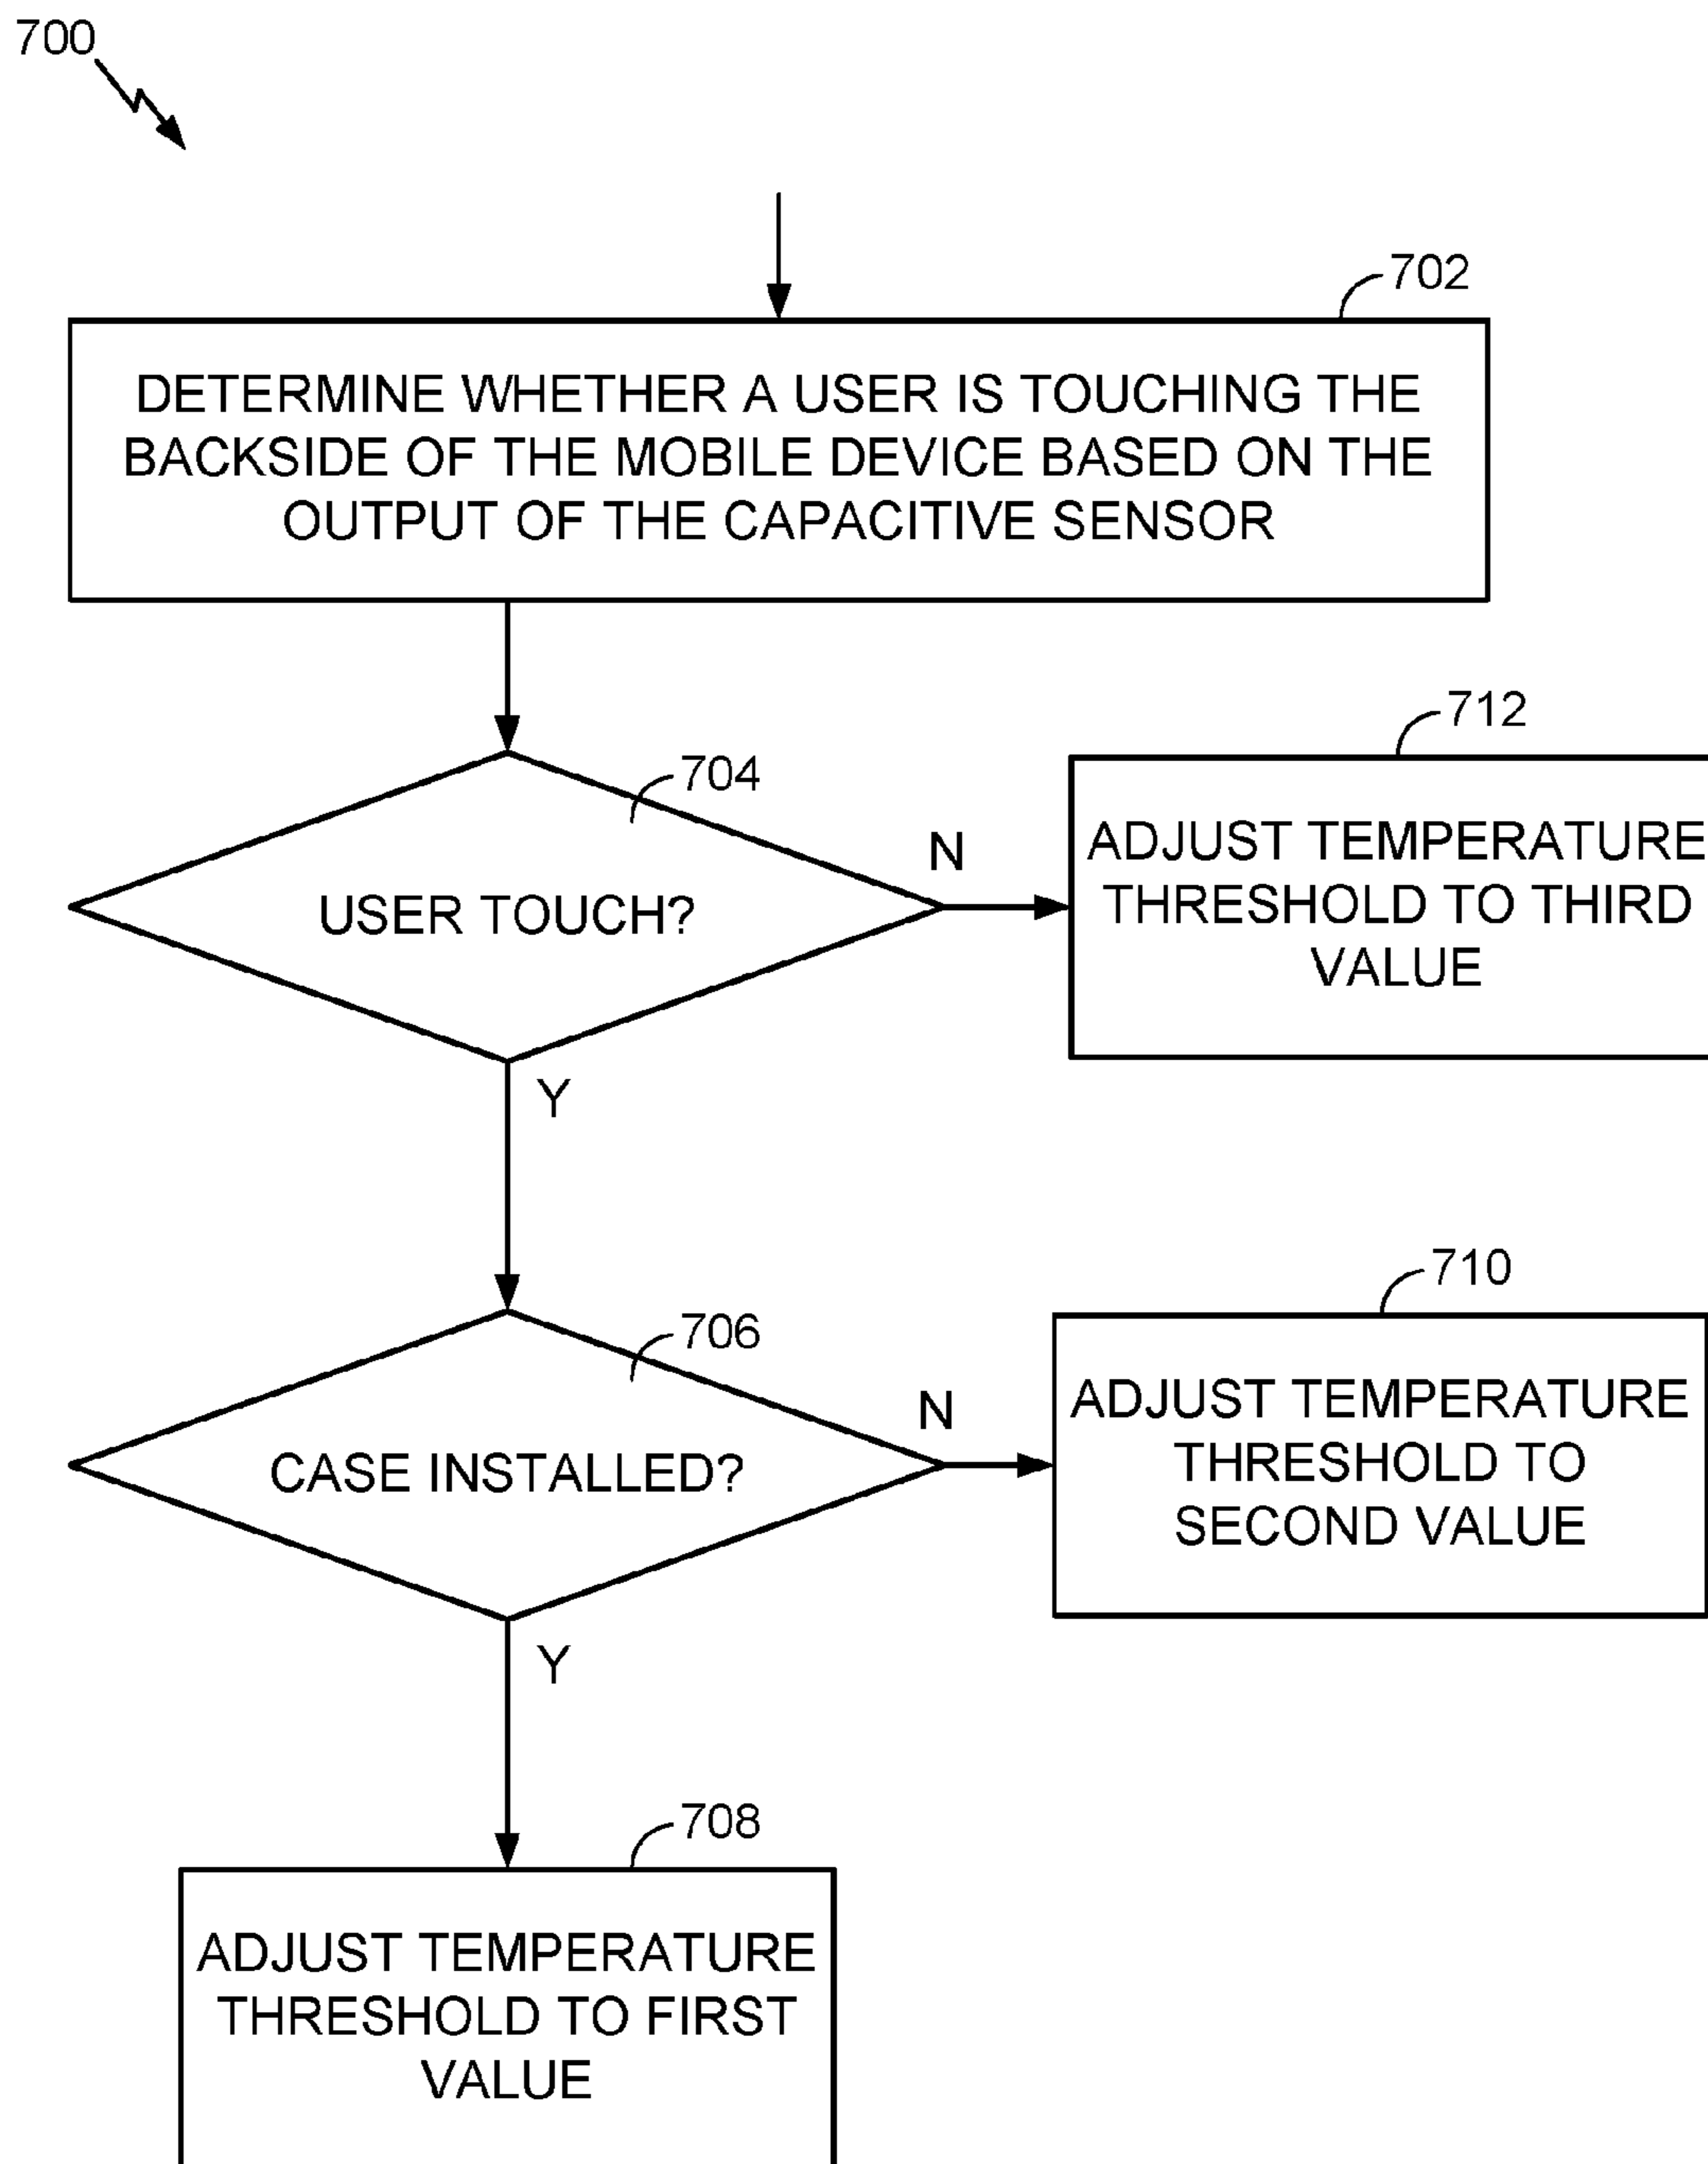 700
702
DETERMINE WHETHER A USER IS TOUCHING THE
BACKSIDE OF THE MOBILE DEVICE BASED ON THE
OUTPUT OF THE CAPACITIVE SENSOR
704
USER TOUCH?
N
Y
712
ADJUST TEMPERATURE
THRESHOLD TO THIRD
VALUE
706
CASE INSTALLED?
N
Y
710
ADJUST TEMPERATURE
THRESHOLD TO
SECOND VALUE
708
ADJUST TEMPERATURE
THRESHOLD TO FIRST
VALUE